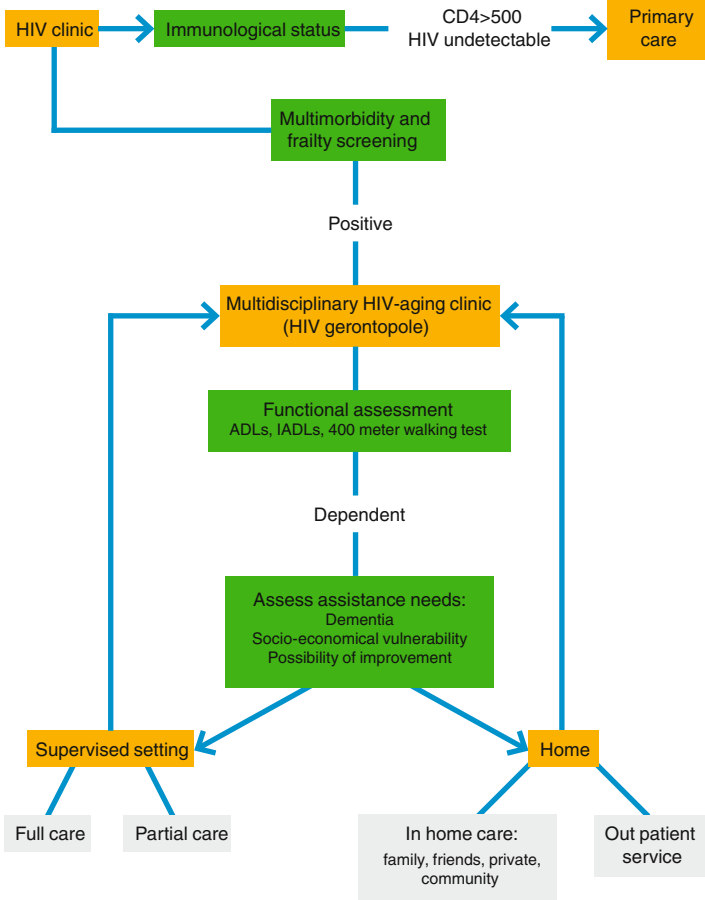 HIV clinic
Immunological status
CD4>500
HIV undetectable
Primary
care
Multimorbidity and
frailty screening
Positive
Multidisciplinary HIV-aging clinic
(HIV gerontopole)
Functional assessment
ADLs, IADLs, 400 meter walking test
Dependent
Assess assistance needs:
Dementia
Socio-economical vulnerability
Possibility of improvement
Supervised setting
Home
Full care
Partial care
In home care:
family, friends, private,
community
Out patient
service